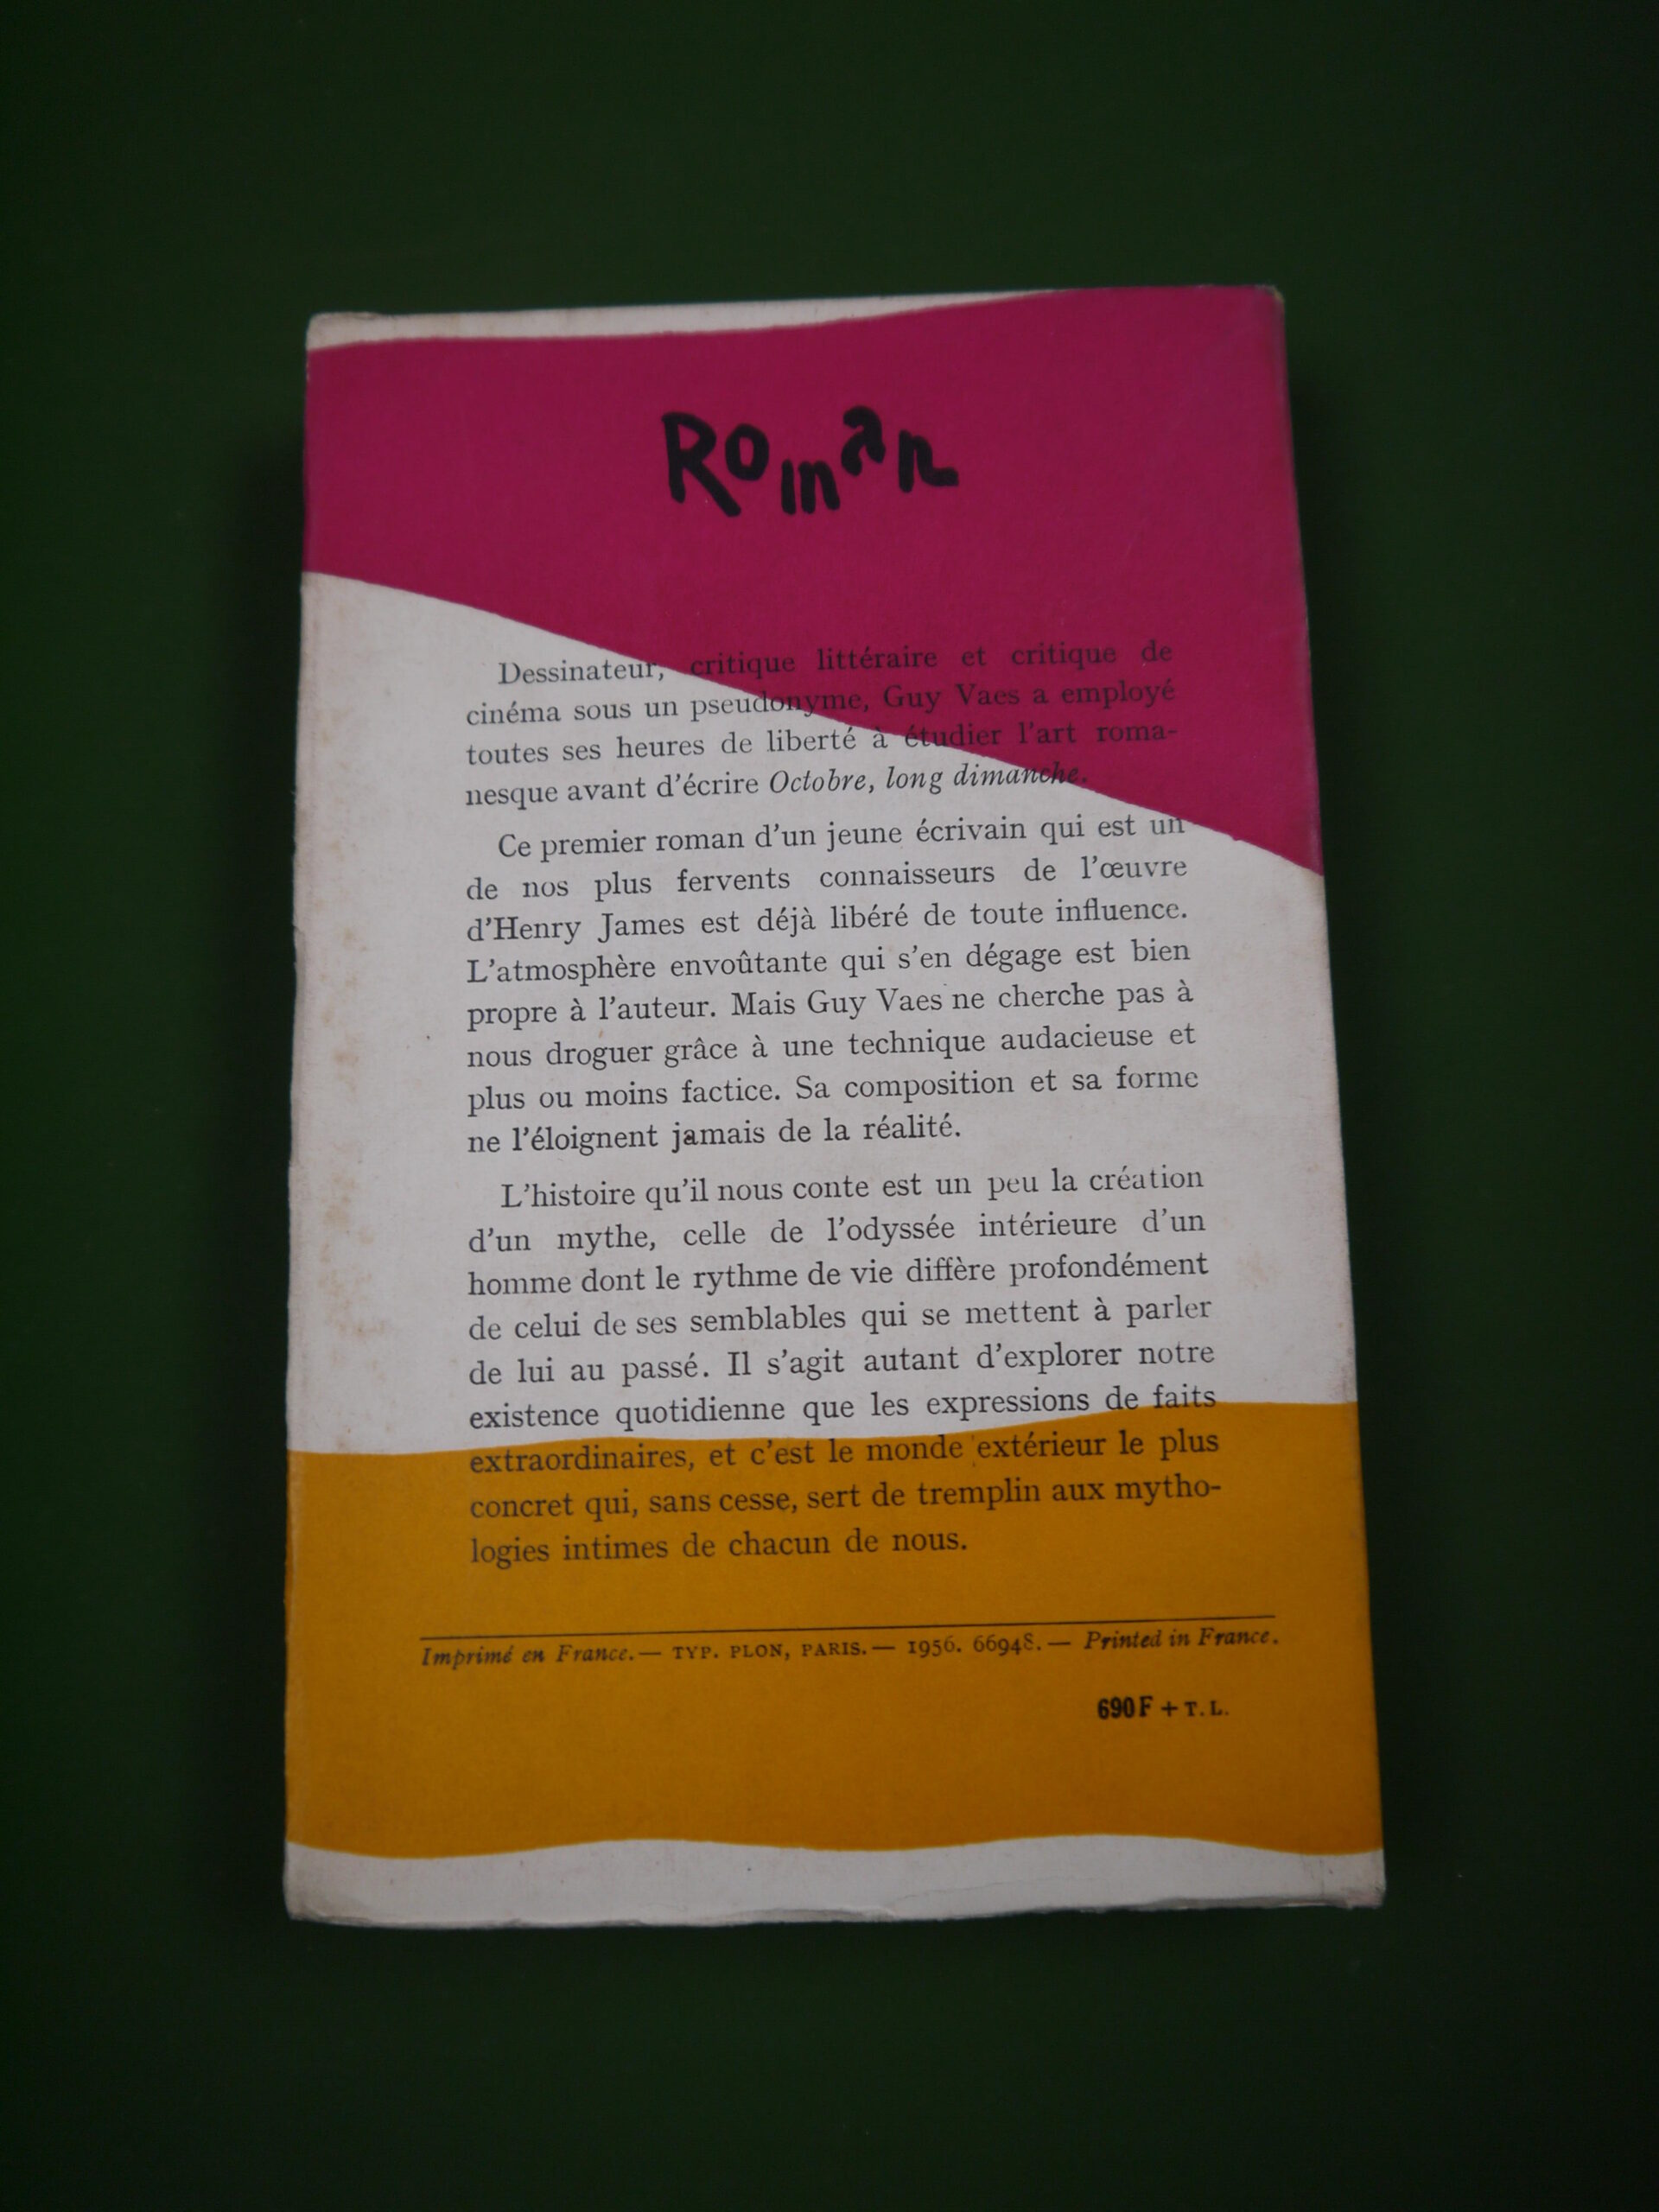 Roman
Dessinateur, critique littéraire et critique de
cinéma sous un pseudonyme, Guy Vaes a employé
toutes ses heures de liberté à étudier l'art roma-
nesque avant d'écrire Octobre, long dimanche.
Ce premier roman d'un jeune écrivain qui est un
de nos plus fervents connaisseurs de l'œuvre
d'Henry James est déjà libéré de toute influence.
L'atmosphère envoûtante qui s'en dégage est bien
propre à l'auteur. Mais Guy Vaes ne cherche pas à
nous droguer grâce à une technique audacieuse et
plus ou moins factice. Sa composition et sa forme
ne l'éloignent jamais de la réalité.
L'histoire qu'il nous conte est un peu la création
d'un mythe, celle de l'odyssée intérieure d'un
homme dont le rythme de vie diffère profondément
de celui de ses semblables qui se mettent à parler
de lui au passé. Il s'agit autant d'explorer notre
existence quotidienne que les expressions de faits
extraordinaires, et c'est le monde extérieur le plus
concret qui, sans cesse, sert de tremplin aux mytho-
logies intimes de chacun de nous.
Imprimé en France. — TYP. PLON, PARIS. — 1956. 66948. — Printed in France.
690 F + T. L.